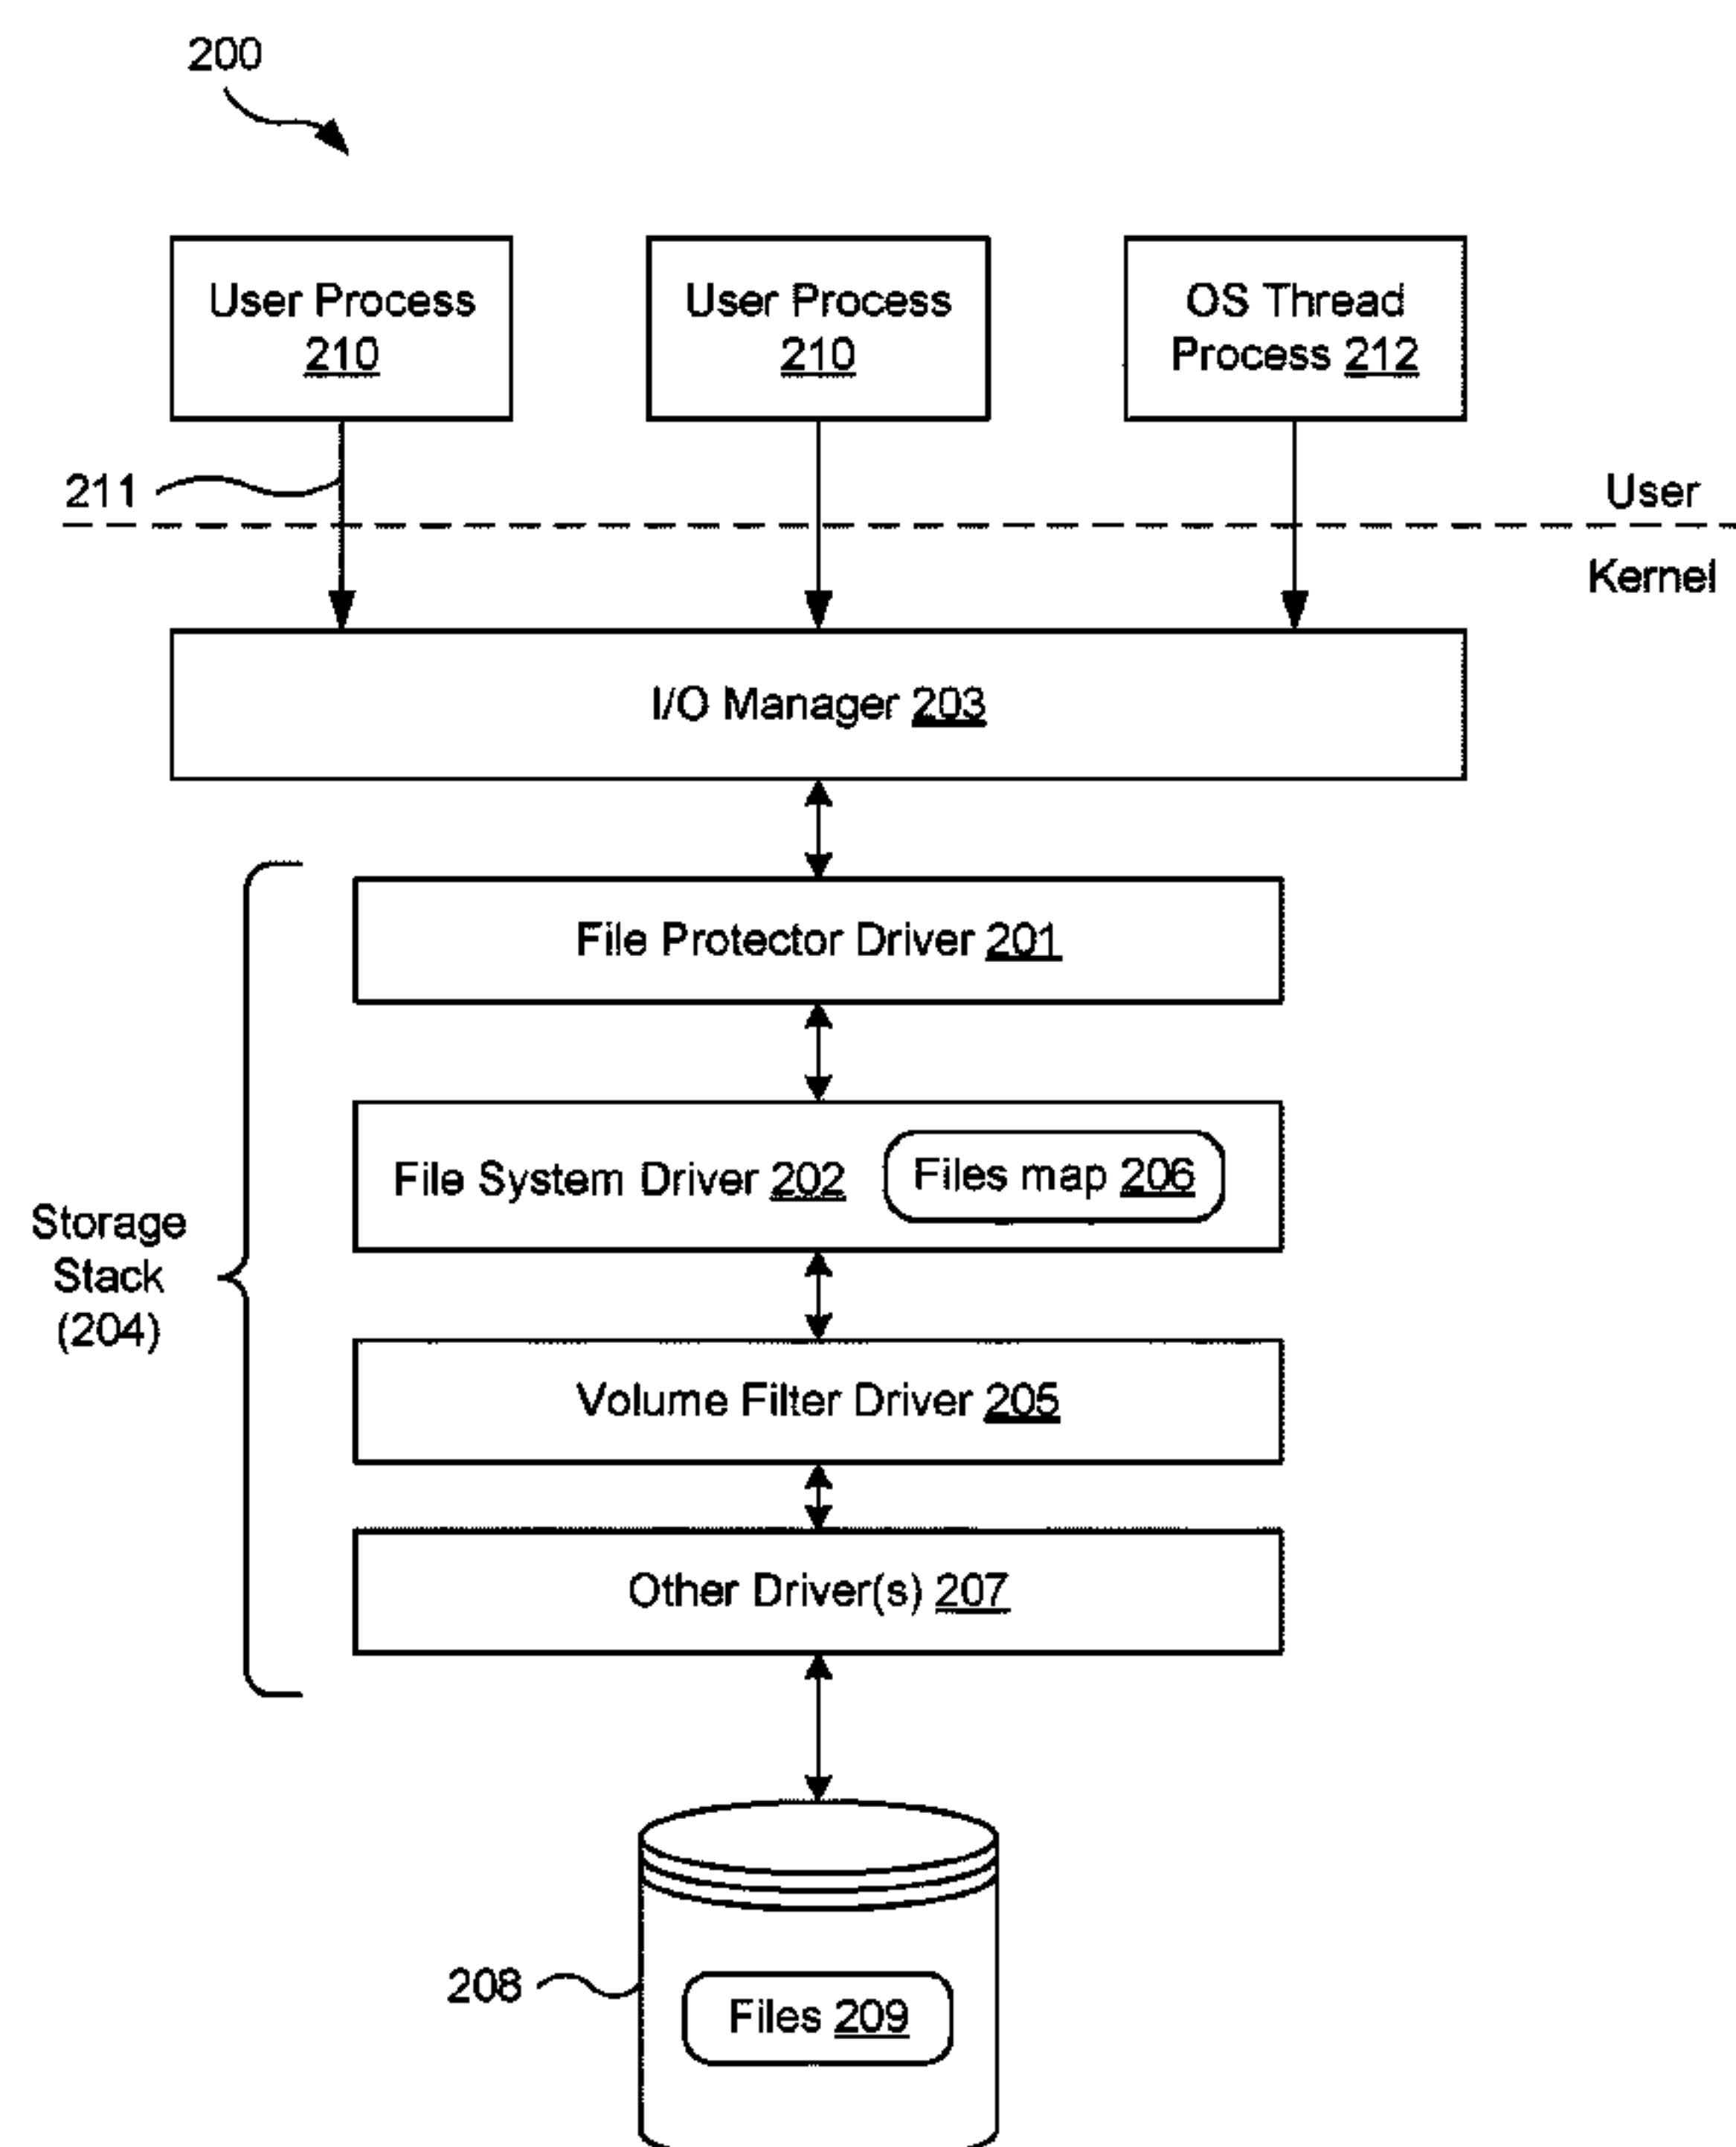 200
User Process
210
User Process
210
OS Thread
Process 212
211
User
Kernel
I/O Manager 203
File Protector Driver 201
File System Driver 202
Files map 206
Storage
Stack
(204)
Volume Filter Driver 205
Other Driver(s) 207
208
Files 209